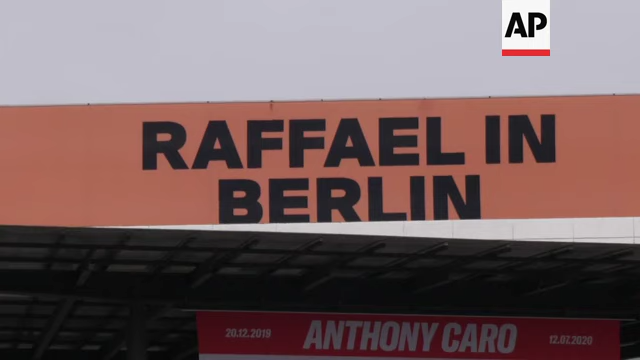 AP
RAFFAEL IN
BERLIN
20.12.2019 ANTHONY CARO 12.07.2020